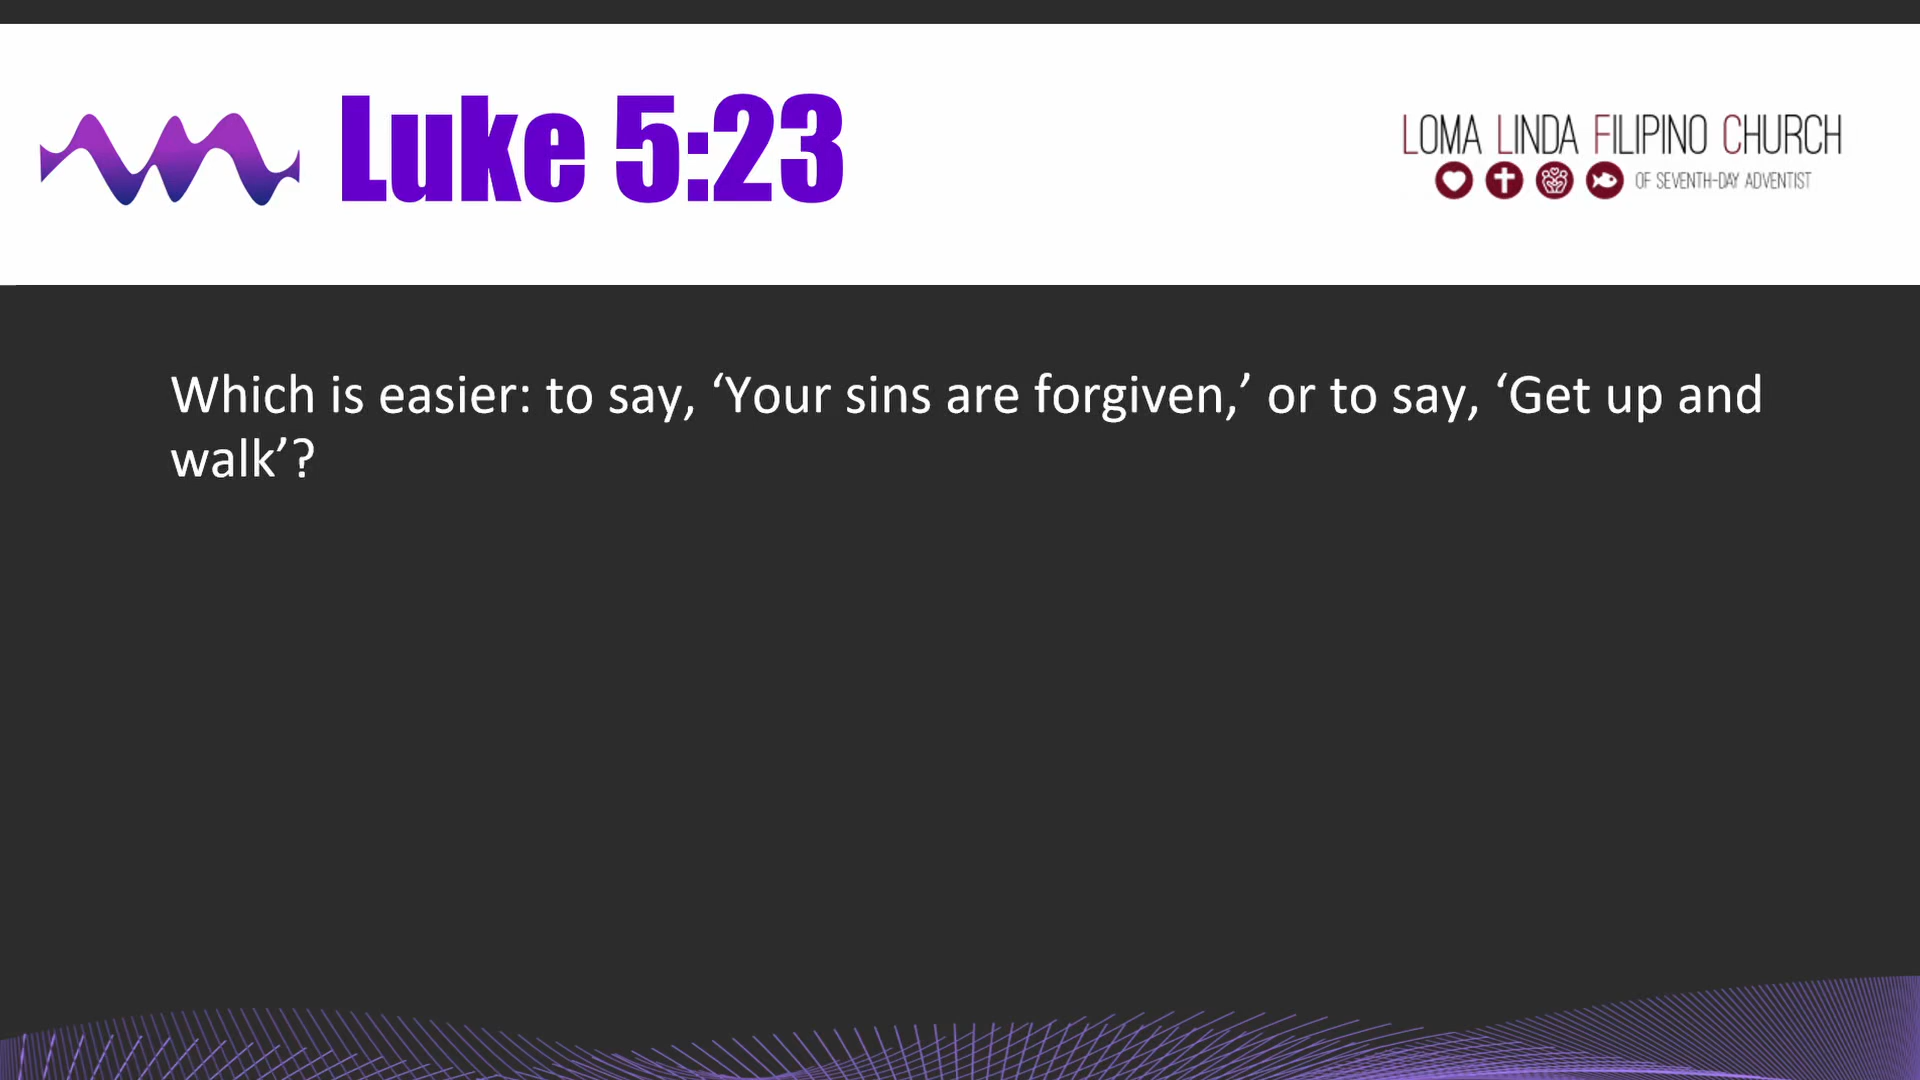 Luke 5:23
LOMA LINDA FILIPINO CHURCH
OF SEVENTH-DAY ADVENTIST
Which is easier: to say, ‘Your sins are forgiven,’ or to say, ‘Get up and
walk’?